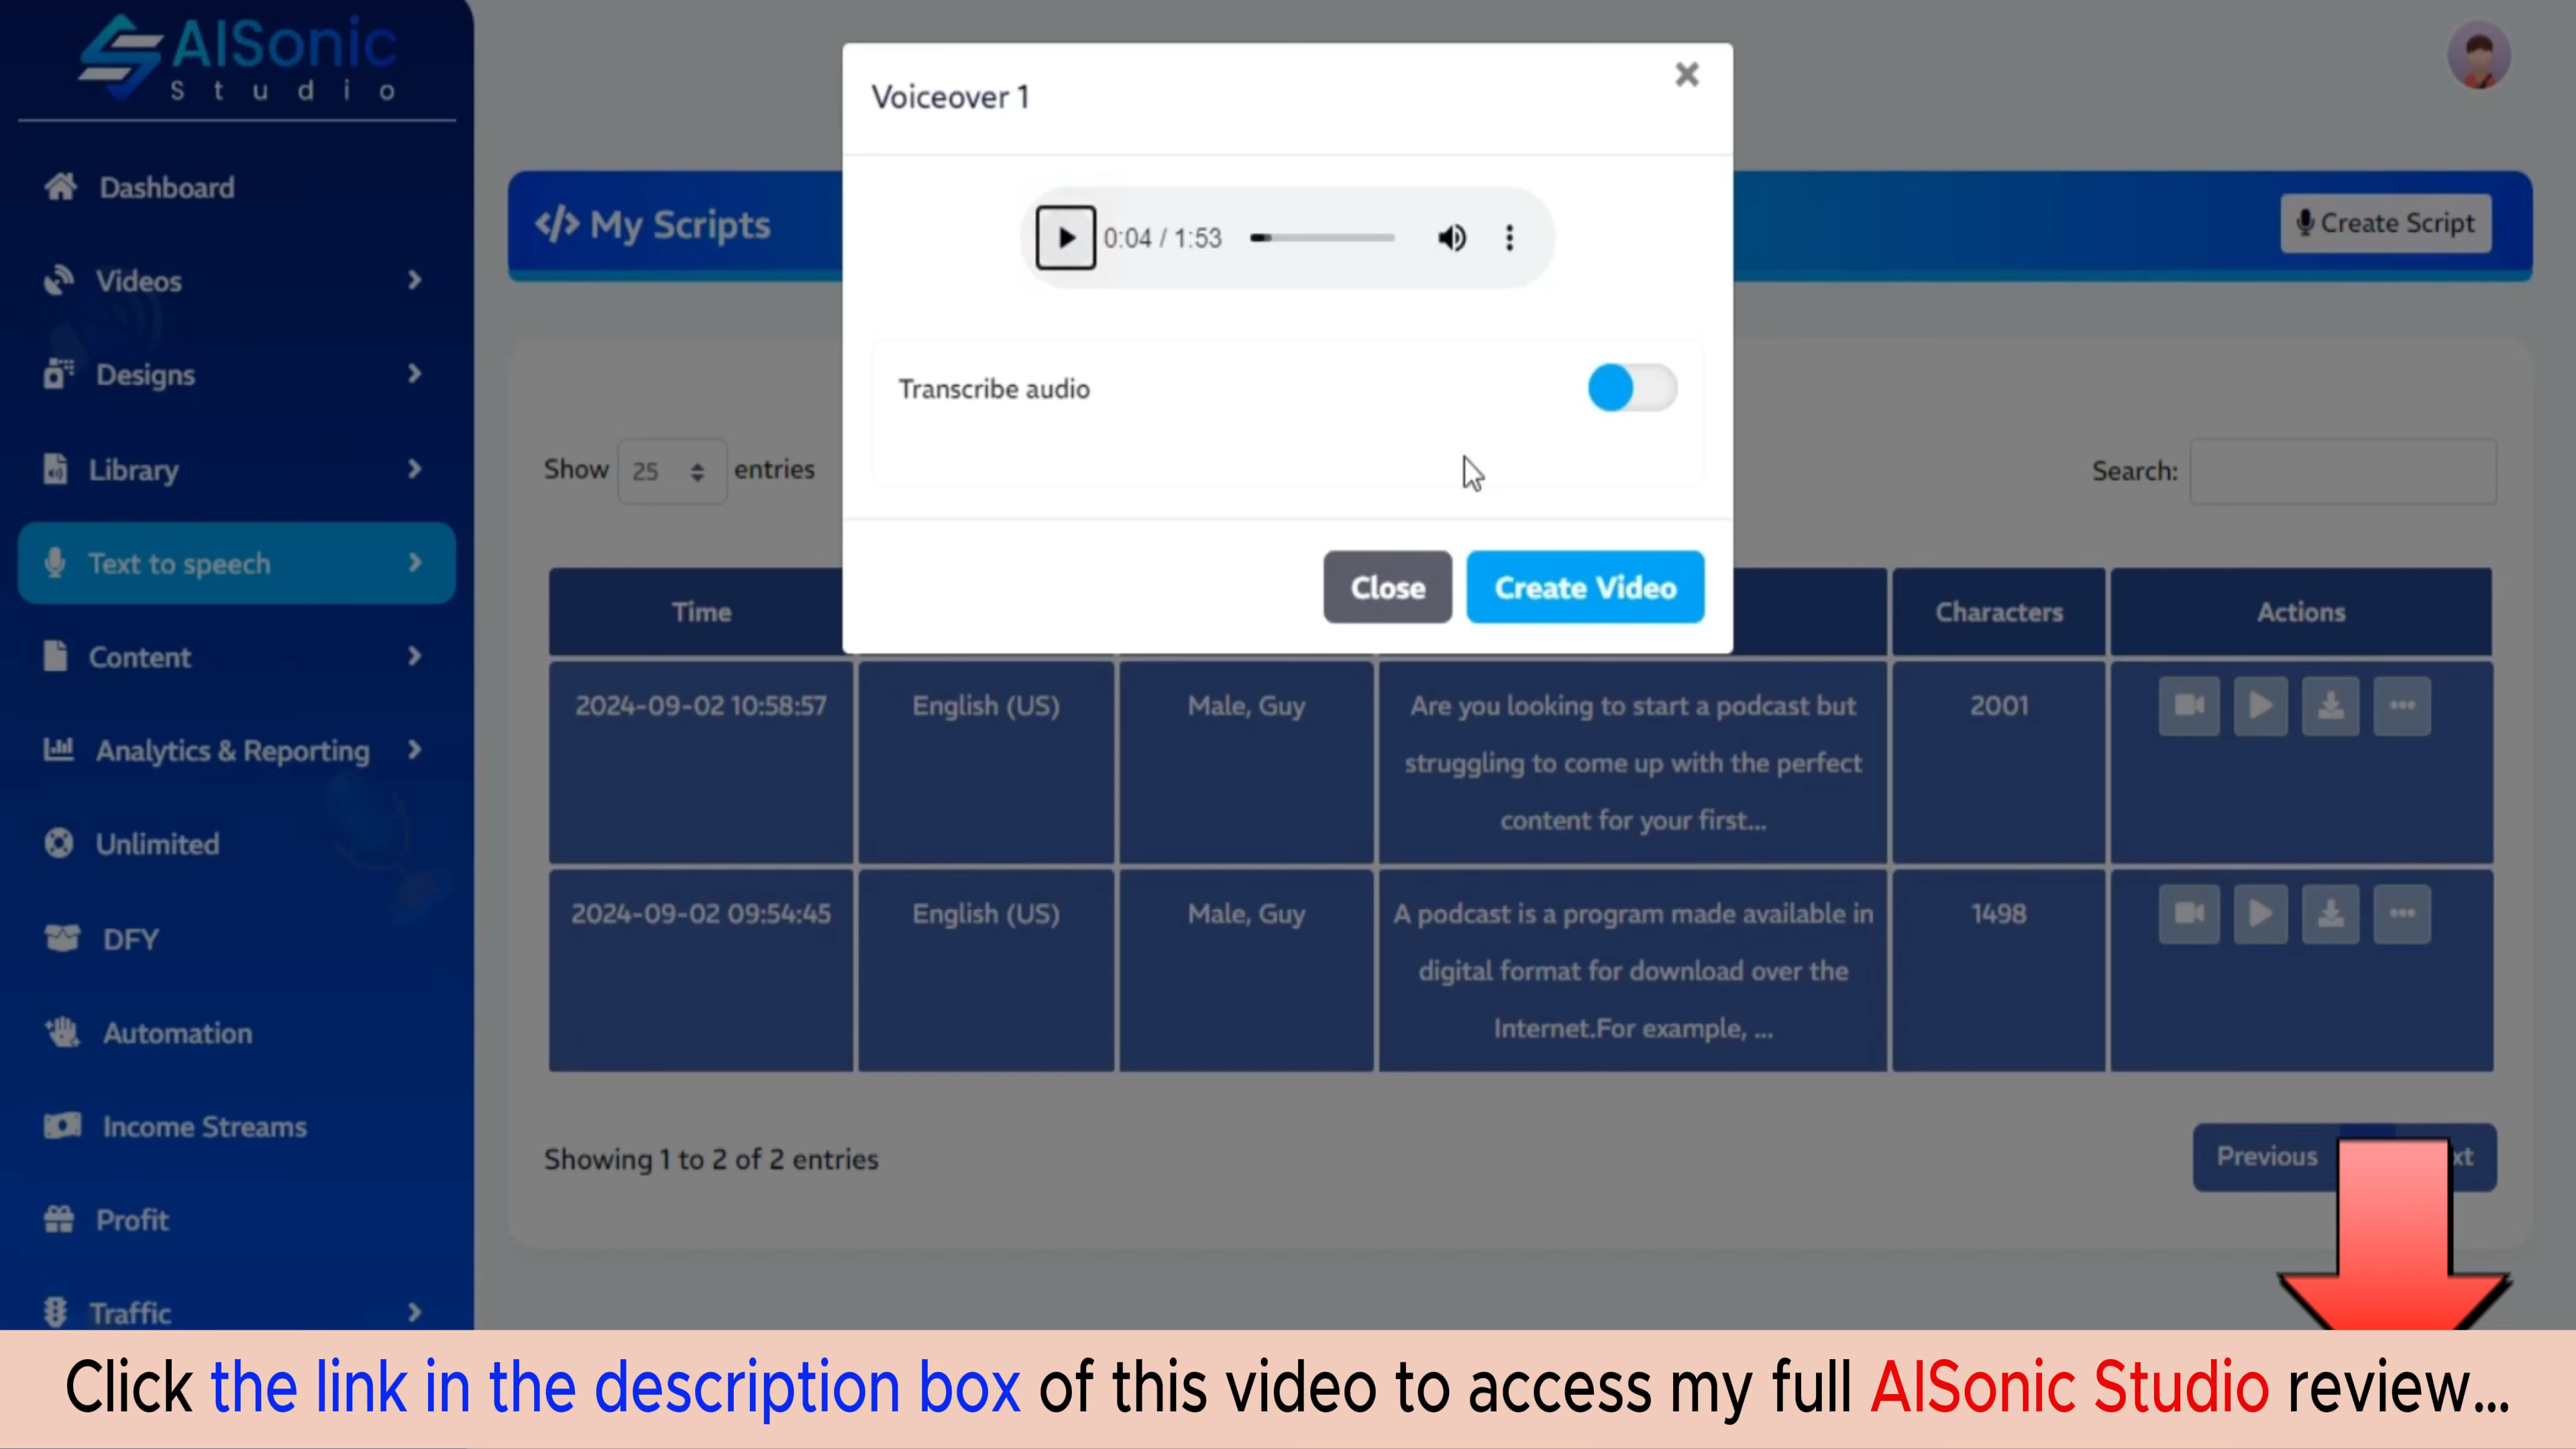 AISonic
Studio
Dashboard
Videos
Designs
Library
Text to speech
Content
Analytics & Reporting
Unlimited
DFY
Automation
Income Streams
Profit
Traffic
Voiceover 1
0:04 / 1:53
Transcribe audio
Close
Create Video
</> My Scripts
Create Script
Show 25 entries
Search:
Time
Characters
Actions
2024-09-02 10:58:57
English (US)
Male, Guy
Are you looking to start a podcast but
struggling to come up with the perfect
content for your first...
2001
2024-09-02 09:54:45
English (US)
Male, Guy
A podcast is a program made available in
digital format for download over the
Internet.For example, ...
1498
Showing 1 to 2 of 2 entries
Previous
Click the link in the description box of this video to access my full AISonic Studio review...